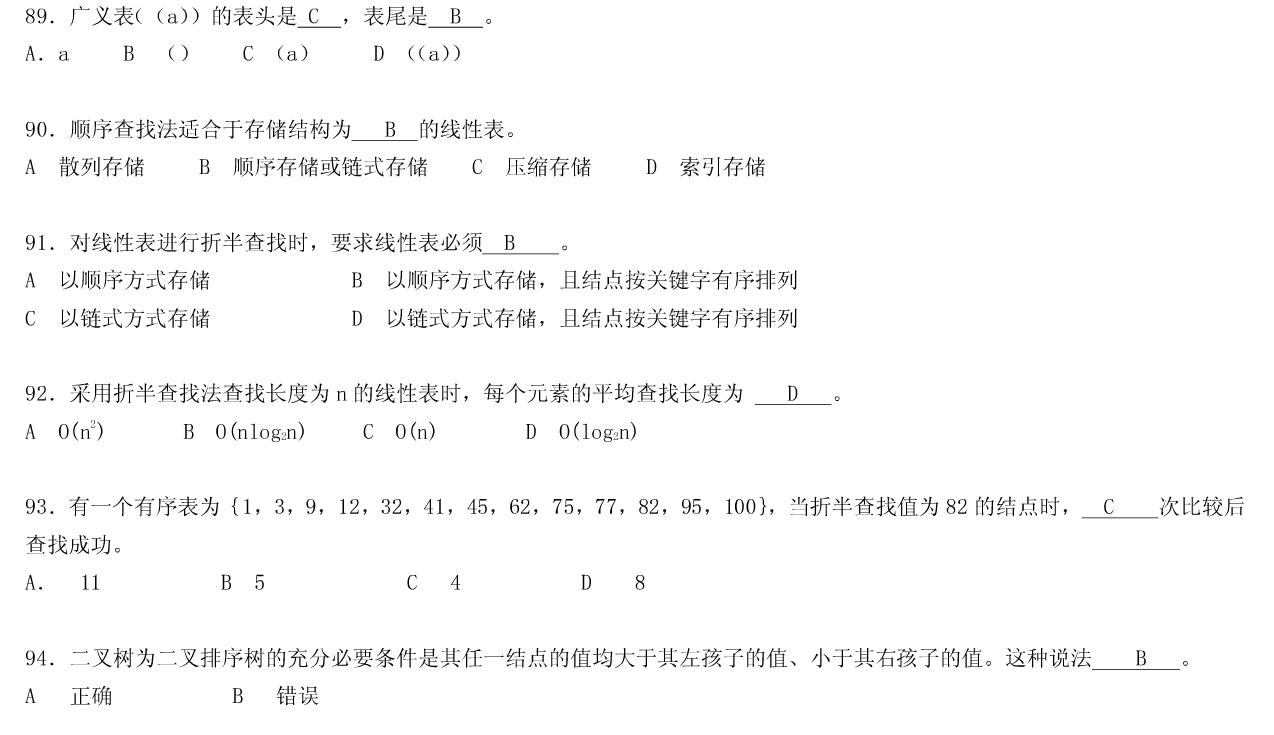 89．广义表(（a)）的表头是 C ，表尾是 B 。
A．a B （） C （a） D （(a)）
90．顺序查找法适合于存储结构为 B 的线性表。
A 散列存储 B 顺序存储或链式存储 C 压缩存储 D 索引存储
91．对线性表进行折半查找时，要求线性表必须 B 。
A 以顺序方式存储 B 以顺序方式存储，且结点按关键字有序排列
C 以链式方式存储 D 以链式方式存储，且结点按关键字有序排列
92．采用折半查找法查找长度为 n 的线性表时，每个元素的平均查找长度为 D 。
A O(n²) B O(nlog₂n) C O(n) D O(log₂n)
93．有一个有序表为｛1，3，9，12，32，41，45，62，75，77，82，95，100｝，当折半查找值为 82 的结点时， C 次比较后
查找成功。
A． 11 B 5 C 4 D 8
94．二叉树为二叉排序树的充分必要条件是其任一结点的值均大于其左孩子的值、小于其右孩子的值。这种说法 B 。
A 正确 B 错误